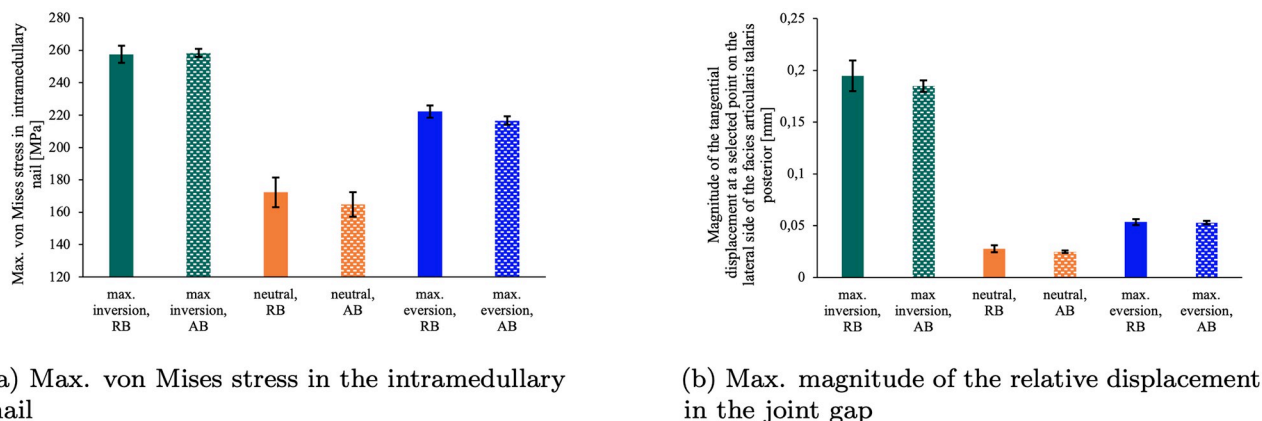 Max. von Mises stress in intramedullary
nail [MPa]
280
260
240
220
200
180
160
140
120
max.
inversion,
RB
max
inversion,
AB
neutral,
RB
neutral,
AB
max.
eversion,
RB
max.
eversion,
AB
a) Max. von Mises stress in the intramedullary
nail
Magnitude of the tangential
displacement at a selected point on the
lateral side of the facies articularis talaris
posterior [mm]
0,25
0,2
0,15
0,1
0,05
0
max.
inversion,
RB
max
inversion,
AB
neutral,
RB
neutral,
AB
max.
eversion,
RB
max.
eversion,
AB
(b) Max. magnitude of the relative displacement
in the joint gap